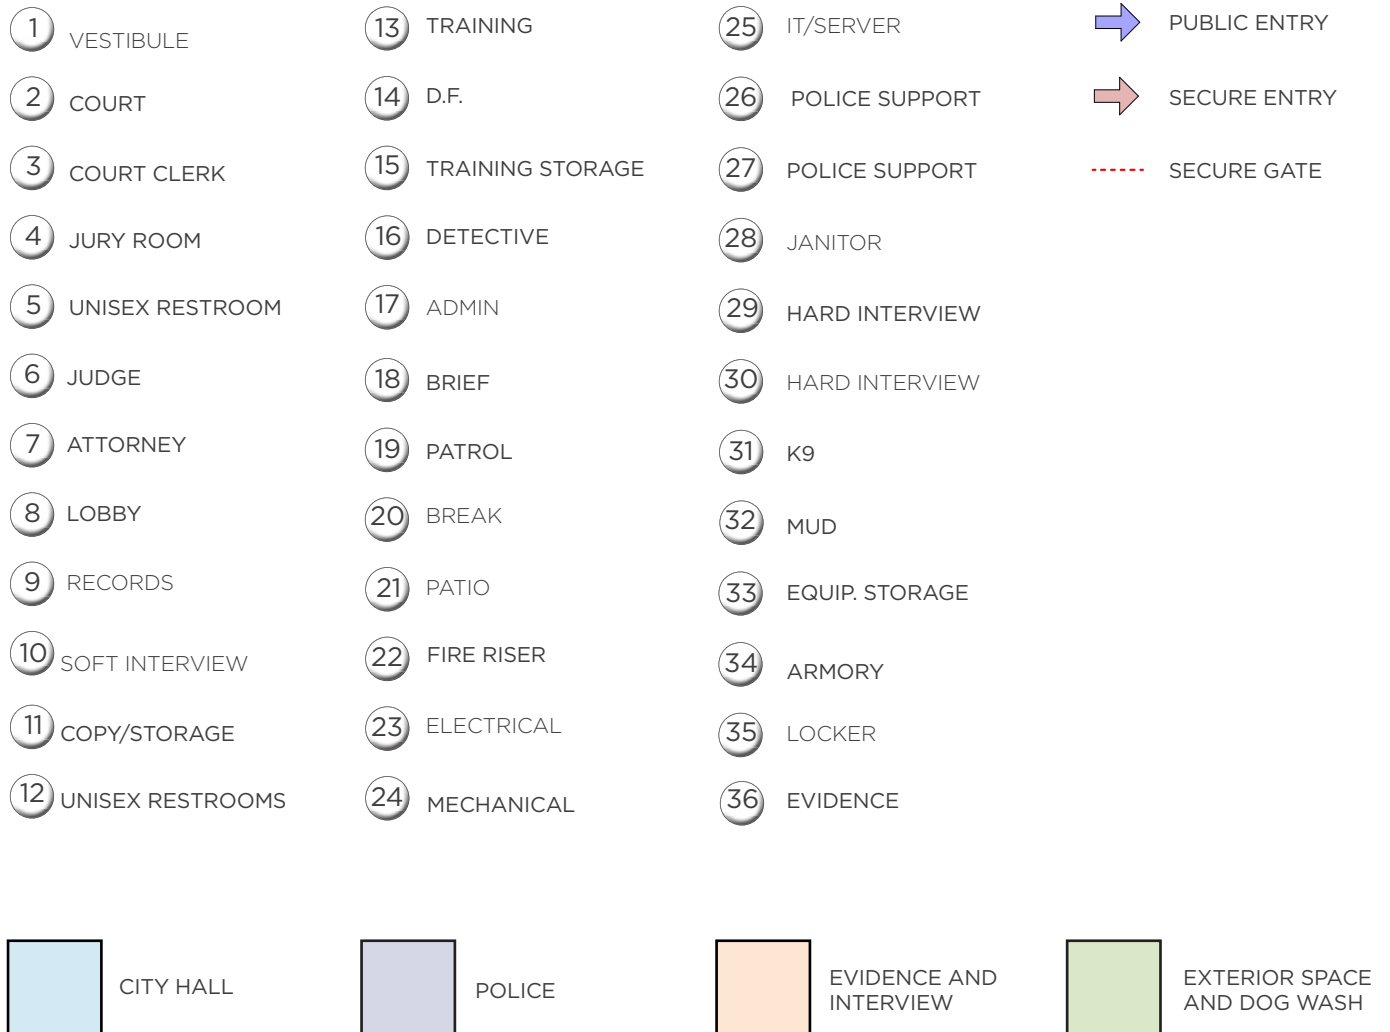 1 VESTIBULE
2 COURT
3 COURT CLERK
4 JURY ROOM
5 UNISEX RESTROOM
6 JUDGE
7 ATTORNEY
8 LOBBY
9 RECORDS
10 SOFT INTERVIEW
11 COPY/STORAGE
12 UNISEX RESTROOMS
13 TRAINING
14 D.F.
15 TRAINING STORAGE
16 DETECTIVE
17 ADMIN
18 BRIEF
19 PATROL
20 BREAK
21 PATIO
22 FIRE RISER
23 ELECTRICAL
24 MECHANICAL
25 IT/SERVER
26 POLICE SUPPORT
27 POLICE SUPPORT
28 JANITOR
29 HARD INTERVIEW
30 HARD INTERVIEW
31 K9
32 MUD
33 EQUIP. STORAGE
34 ARMORY
35 LOCKER
36 EVIDENCE
PUBLIC ENTRY
SECURE ENTRY
SECURE GATE
CITY HALL
POLICE
EVIDENCE AND
INTERVIEW
EXTERIOR SPACE
AND DOG WASH